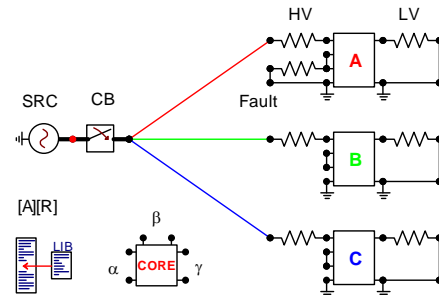 HV LV
A
SRC CB
Fault
B
[A][R]
β
LIB
CORE
α γ
C